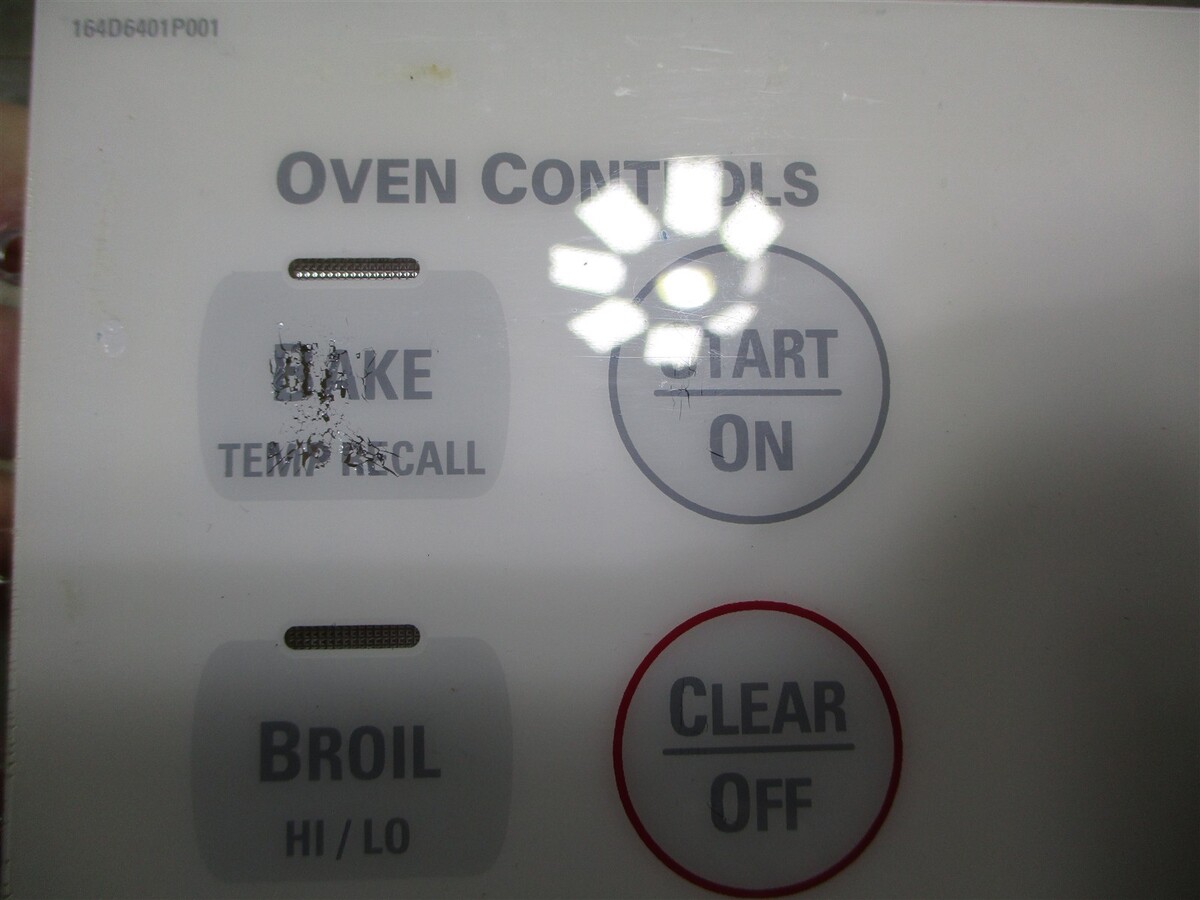 164D6401P001
OVEN CONTROLS
BAKE
TEMP RECALL
START
ON
BROIL
HI / LO
CLEAR
OFF